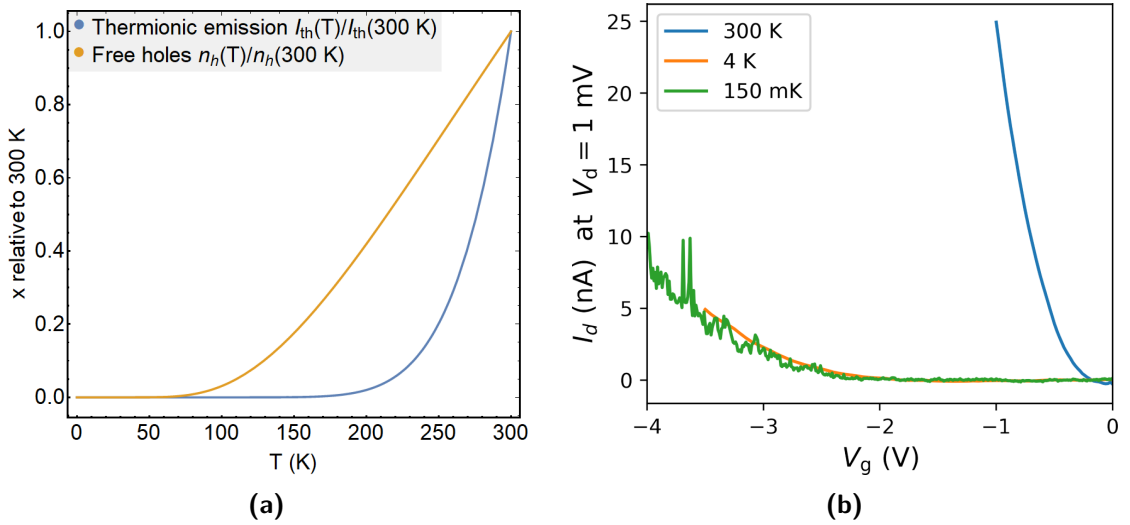 Thermionic emission I_th(T)/I_th(300 K)
Free holes n_h(T)/n_h(300 K)
x relative to 300 K
1.0
0.8
0.6
0.4
0.2
0.0
0
50
100
150
200
250
300
T (K)
(a)
300 K
4 K
150 mK
I_d (nA) at V_d = 1 mV
25
20
15
10
5
0
−4
−3
−2
−1
0
V_g (V)
(b)